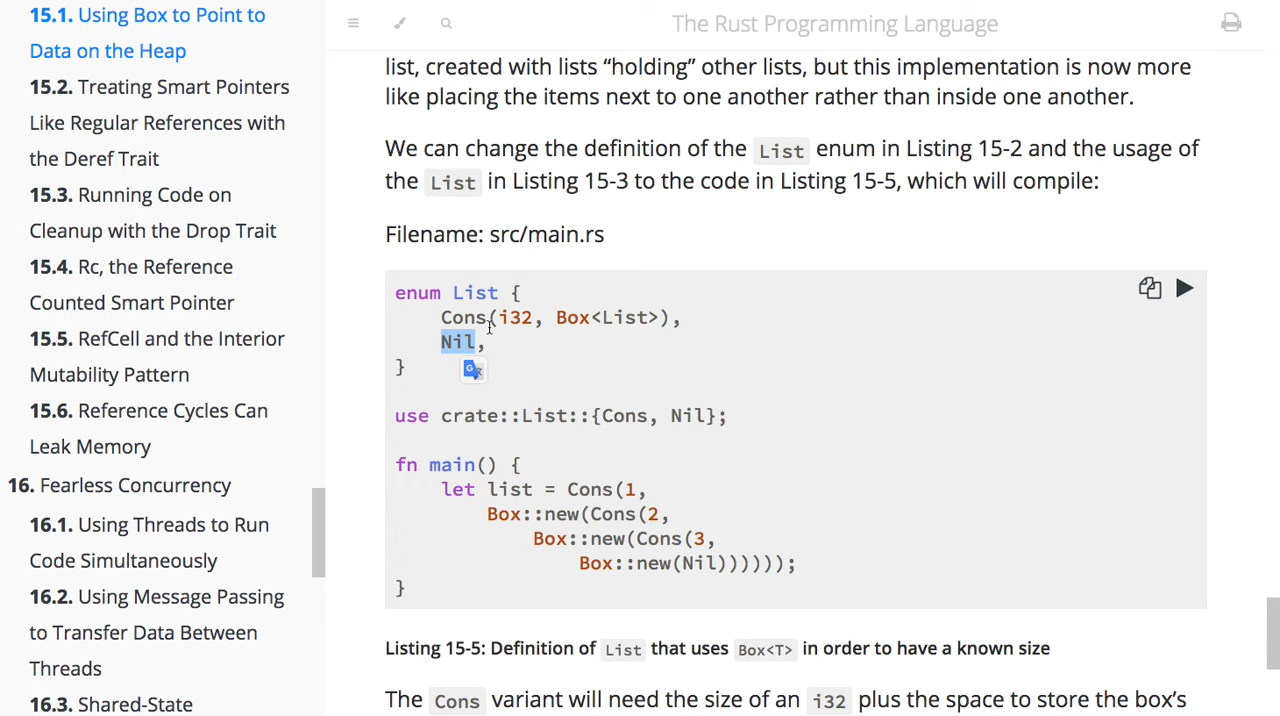 15.1. Using Box to Point to
Data on the Heap
15.2. Treating Smart Pointers
Like Regular References with
the Deref Trait
15.3. Running Code on
Cleanup with the Drop Trait
15.4. Rc, the Reference
Counted Smart Pointer
15.5. RefCell and the Interior
Mutability Pattern
15.6. Reference Cycles Can
Leak Memory
16. Fearless Concurrency
16.1. Using Threads to Run
Code Simultaneously
16.2. Using Message Passing
to Transfer Data Between
Threads
16.3. Shared-State
The Rust Programming Language
list, created with lists “holding” other lists, but this implementation is now more
like placing the items next to one another rather than inside one another.
We can change the definition of the List enum in Listing 15-2 and the usage of
the List in Listing 15-3 to the code in Listing 15-5, which will compile:
Filename: src/main.rs
enum List {
    Cons(i32, Box<List>),
    Nil,
}
use crate::List::{Cons, Nil};
fn main() {
    let list = Cons(1,
        Box::new(Cons(2,
            Box::new(Cons(3,
                Box::new(Nil))))));
}
Listing 15-5: Definition of List that uses Box<T> in order to have a known size
The Cons variant will need the size of an i32 plus the space to store the box’s